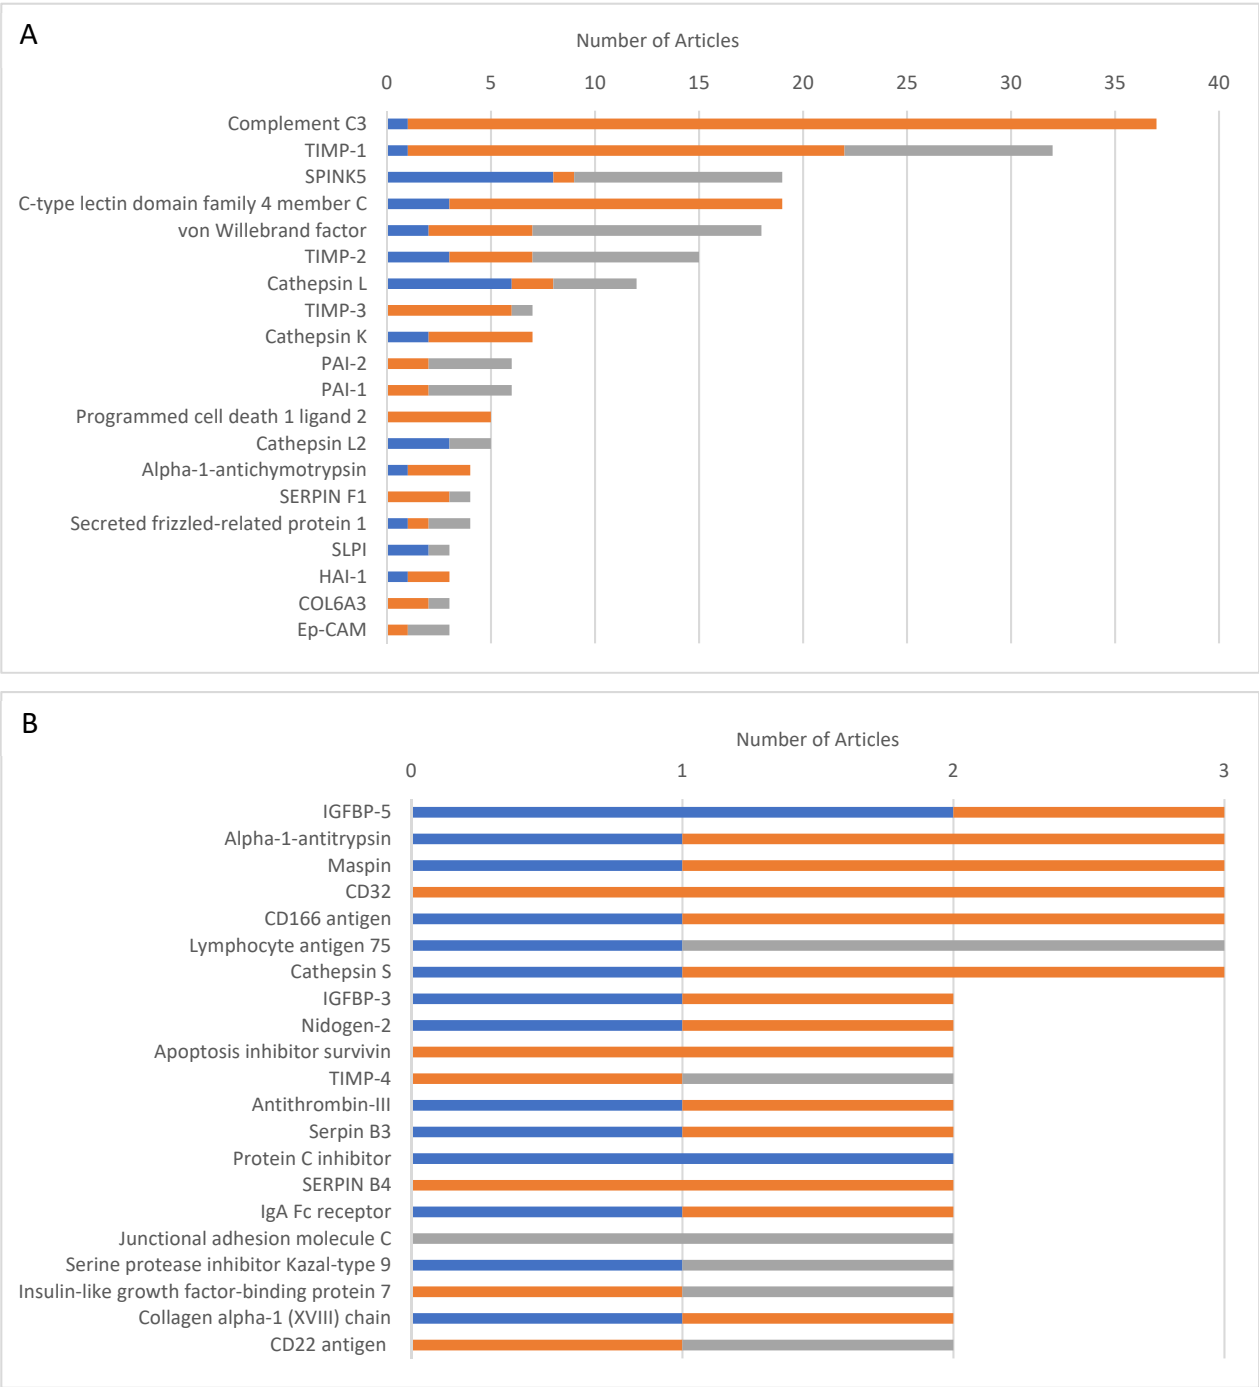 A
Number of Articles
0 5 10 15 20 25 30 35 40
Complement C3
TIMP-1
SPINK5
C-type lectin domain family 4 member C
von Willebrand factor
TIMP-2
Cathepsin L
TIMP-3
Cathepsin K
PAI-2
PAI-1
Programmed cell death 1 ligand 2
Cathepsin L2
Alpha-1-antichymotrypsin
SERPIN F1
Secreted frizzled-related protein 1
SLPI
HAI-1
COL6A3
Ep-CAM
B
Number of Articles
0 1 2 3
IGFBP-5
Alpha-1-antitrypsin
Maspin
CD32
CD166 antigen
Lymphocyte antigen 75
Cathepsin S
IGFBP-3
Nidogen-2
Apoptosis inhibitor survivin
TIMP-4
Antithrombin-III
Serpin B3
Protein C inhibitor
SERPIN B4
IgA Fc receptor
Junctional adhesion molecule C
Serine protease inhibitor Kazal-type 9
Insulin-like growth factor-binding protein 7
Collagen alpha-1 (XVIII) chain
CD22 antigen